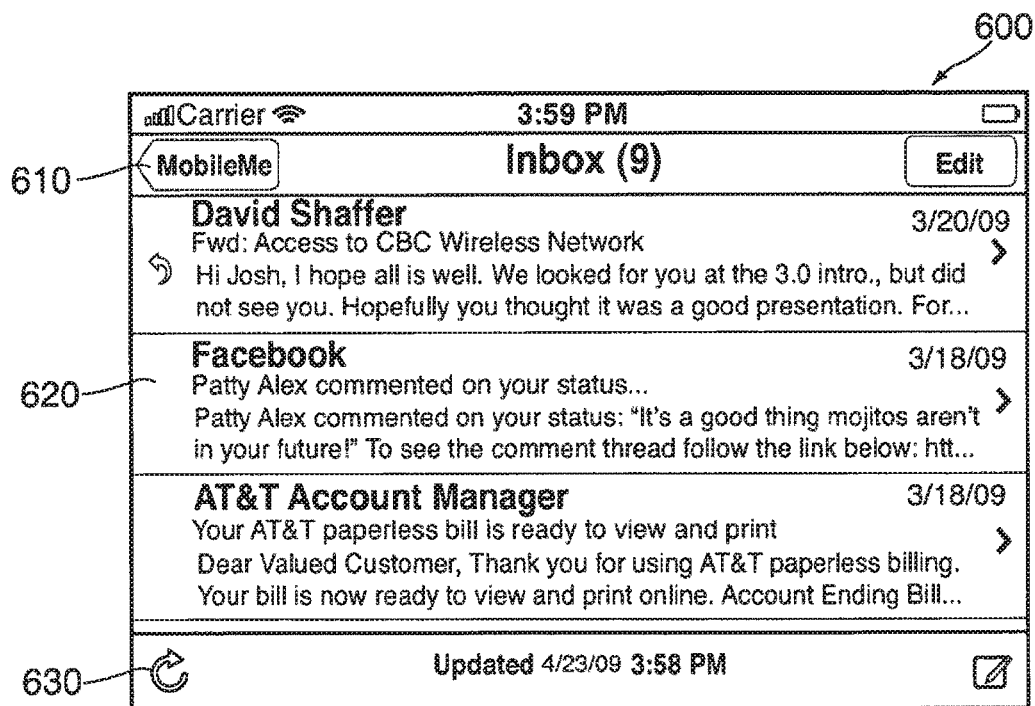 600
Carrier 3:59 PM
610 MobileMe Inbox (9) Edit
David Shaffer 3/20/09
Fwd: Access to CBC Wireless Network
Hi Josh, I hope all is well. We looked for you at the 3.0 intro., but did
not see you. Hopefully you thought it was a good presentation. For...
Facebook 3/18/09
620
Patty Alex commented on your status...
Patty Alex commented on your status: “It's a good thing mojitos aren't
in your future!” To see the comment thread follow the link below: htt...
AT&T Account Manager 3/18/09
Your AT&T paperless bill is ready to view and print
Dear Valued Customer, Thank you for using AT&T paperless billing.
Your bill is now ready to view and print online. Account Ending Bill...
630 Updated 4/23/09 3:58 PM